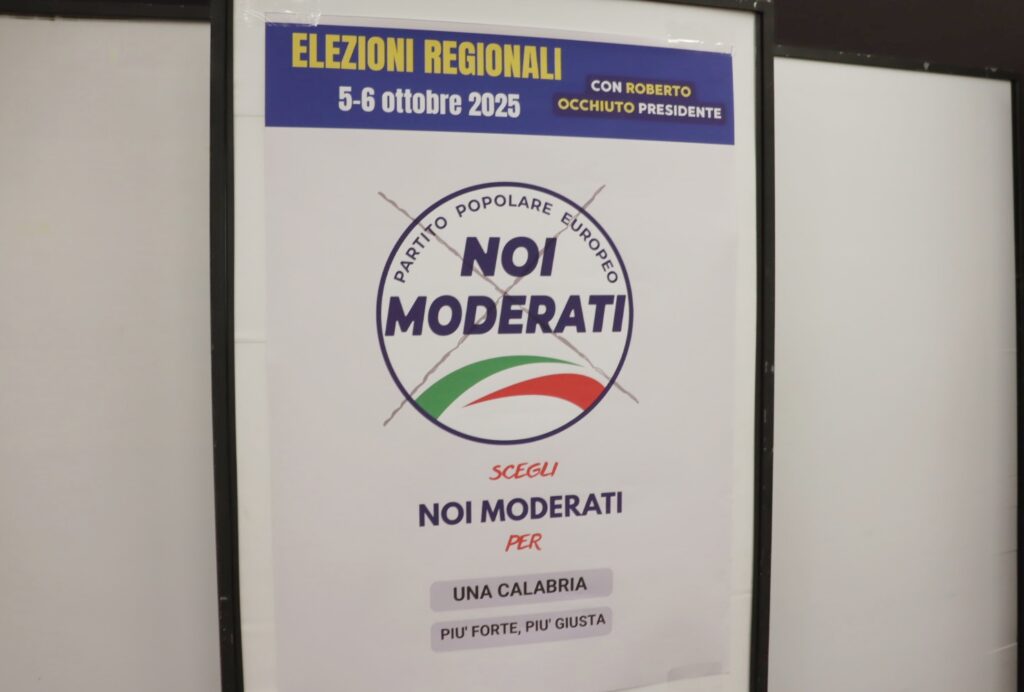 ELEZIONI REGIONALI
5-6 ottobre 2025
CON ROBERTO
OCCHIUTO PRESIDENTE
PARTITO POPOLARE EUROPEO
NOI
MODERATI
SCEGLI
NOI MODERATI
PER
UNA CALABRIA
PIU' FORTE, PIU' GIUSTA